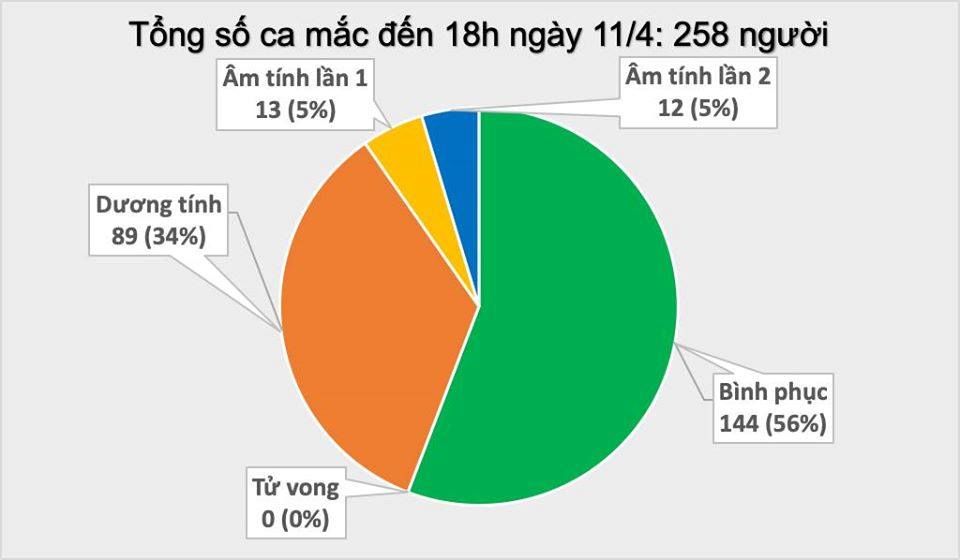 Tổng số ca mắc đến 18h ngày 11/4: 258 người
Âm tính lần 1
13 (5%)
Âm tính lần 2
12 (5%)
Dương tính
89 (34%)
Bình phục
144 (56%)
Tử vong
0 (0%)